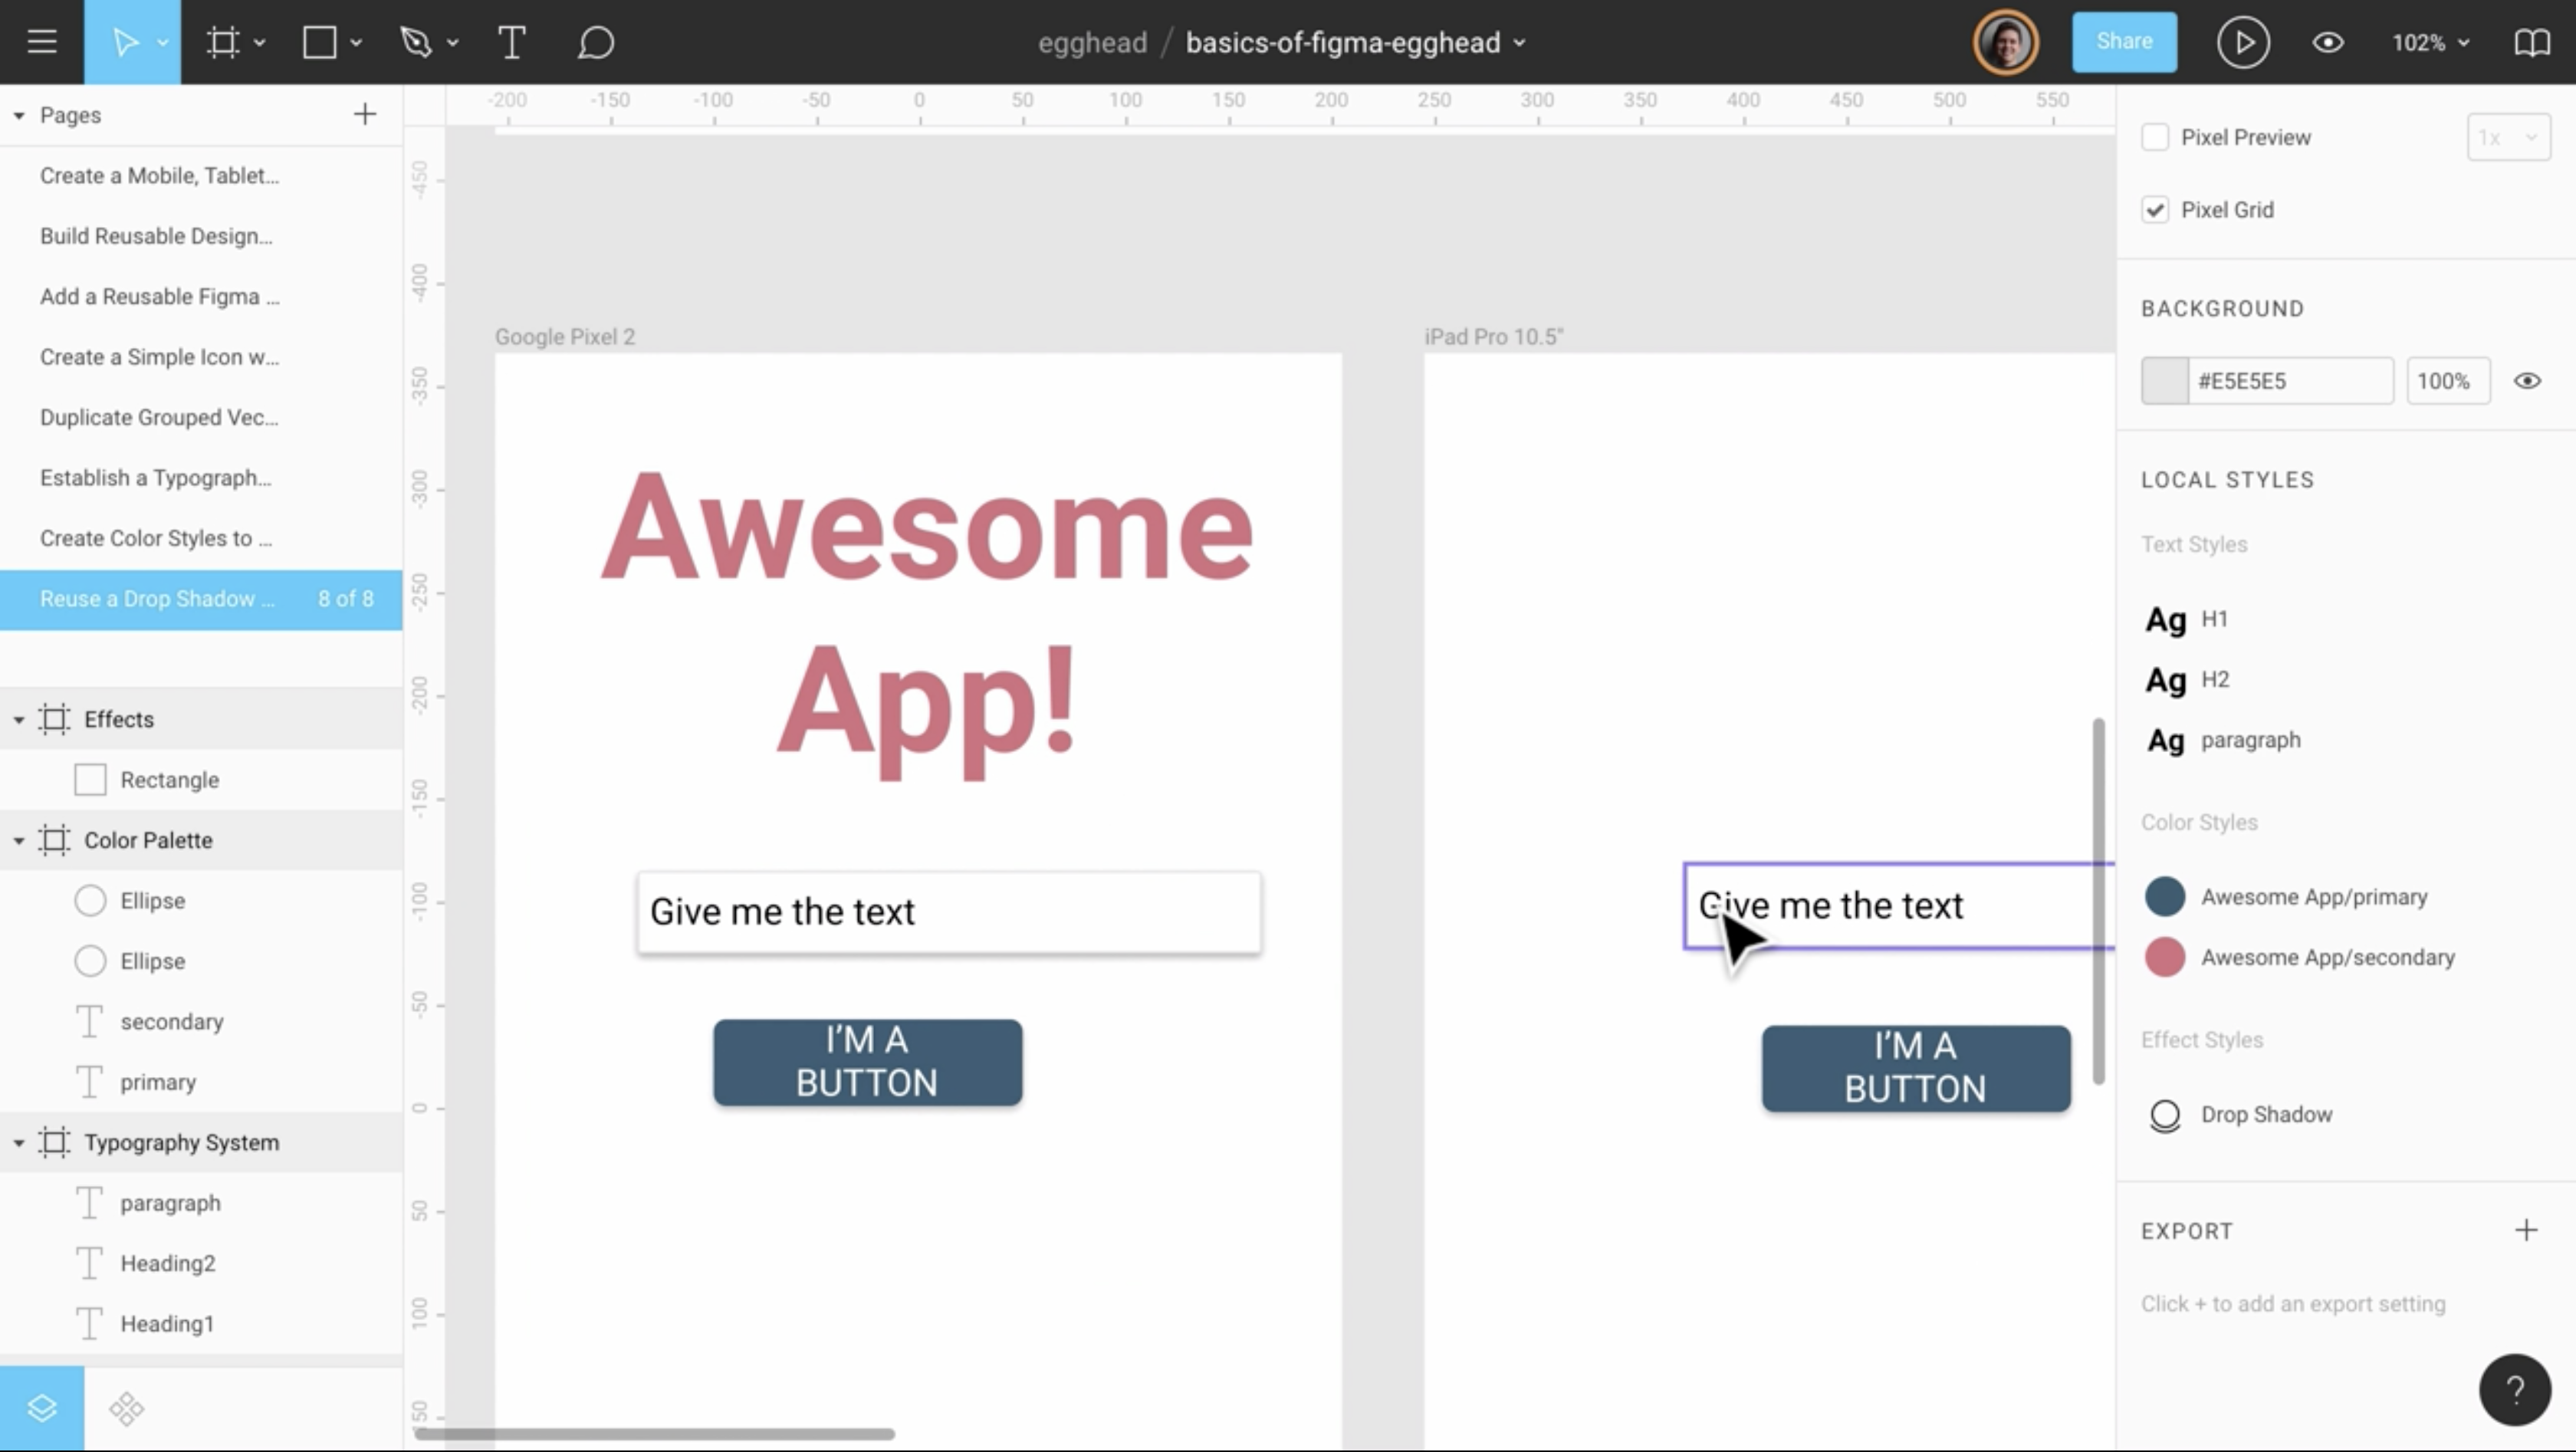 egghead / basics-of-figma-egghead
Share
102%
Pages
Create a Mobile, Tablet...
Build Reusable Design...
Add a Reusable Figma ...
Create a Simple Icon w...
Duplicate Grouped Vec...
Establish a Typograph...
Create Color Styles to ...
Reuse a Drop Shadow ... 8 of 8
Effects
Rectangle
Color Palette
Ellipse
Ellipse
secondary
primary
Typography System
paragraph
Heading2
Heading1
-200 -150 -100 -50 0 50 100 150 200 250 300 350 400 450 500 550
-450
-400
-350
-300
-250
-200
-150
-100
-50
0
50
100
Google Pixel 2
Awesome
App!
Give me the text
I'M A
BUTTON
iPad Pro 10.5"
Give me the text
I'M A
BUTTON
Pixel Preview 1x
Pixel Grid
BACKGROUND
#E5E5E5 100%
LOCAL STYLES
Text Styles
Ag H1
Ag H2
Ag paragraph
Color Styles
Awesome App/primary
Awesome App/secondary
Effect Styles
Drop Shadow
EXPORT
Click + to add an export setting
?